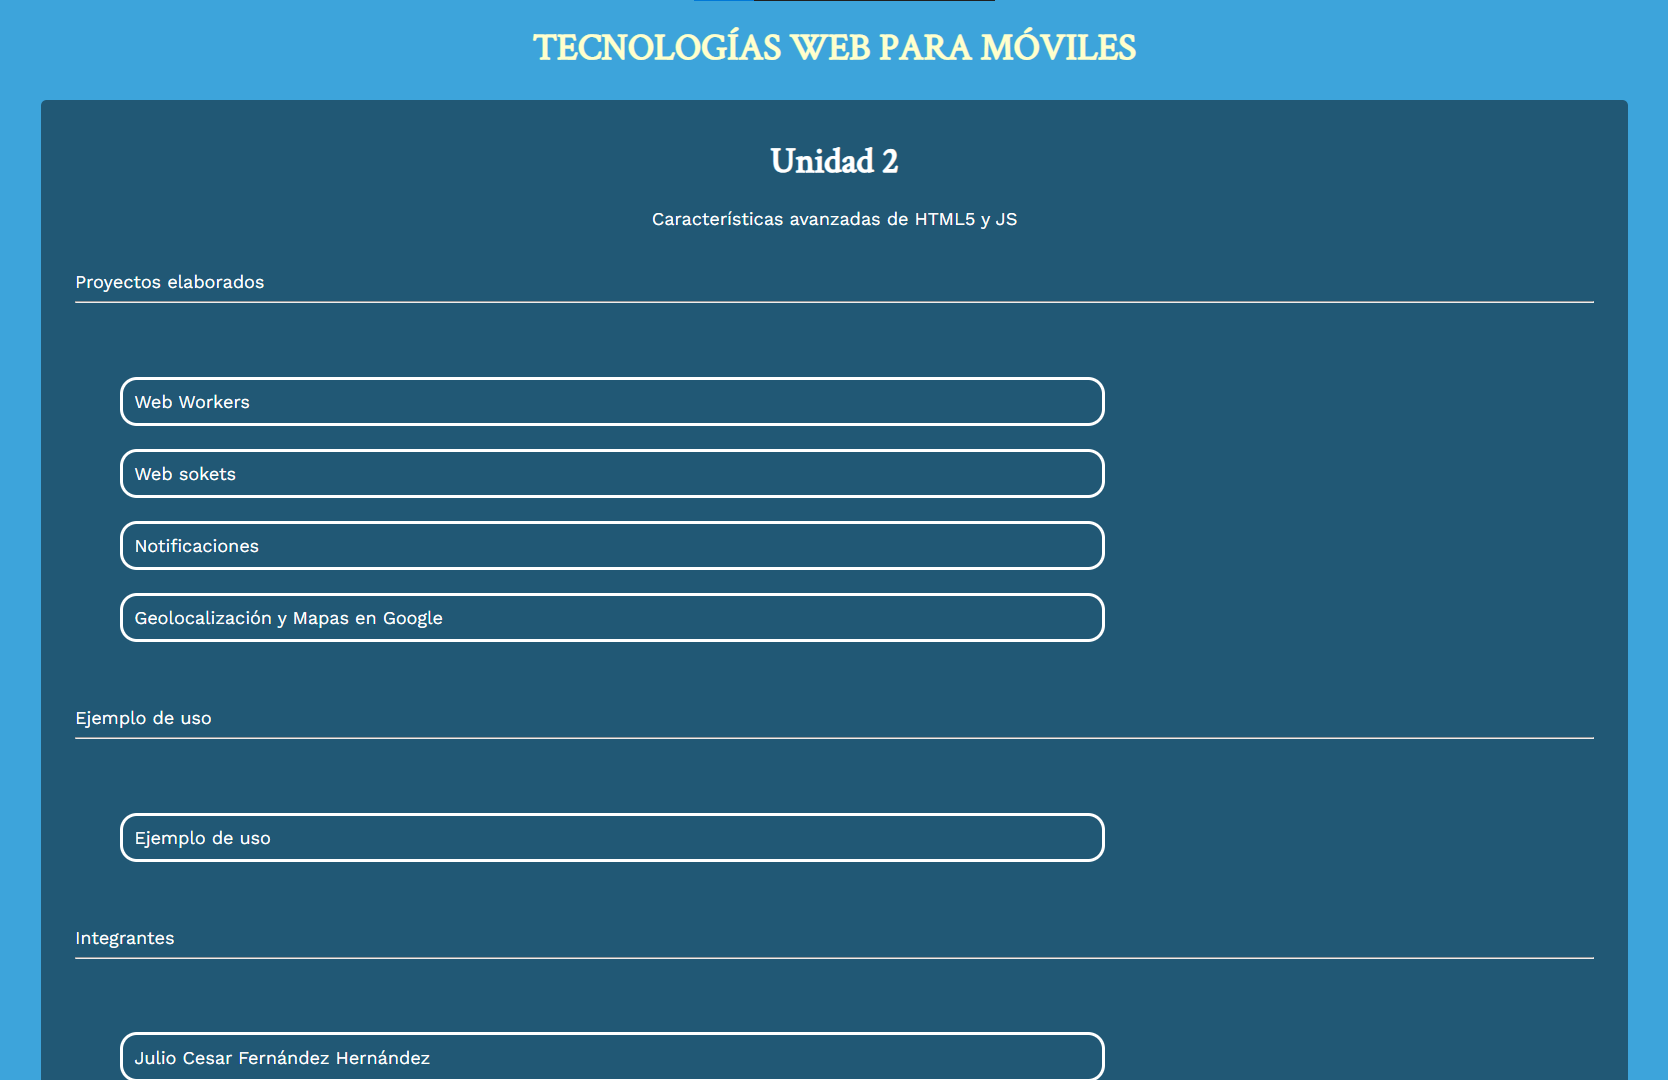 TECNOLOGÍAS WEB PARA MÓVILES
Unidad 2
Características avanzadas de HTML5 y JS
Proyectos elaborados
Web Workers
Web sokets
Notificaciones
Geolocalización y Mapas en Google
Ejemplo de uso
Ejemplo de uso
Integrantes
Julio Cesar Fernández Hernández